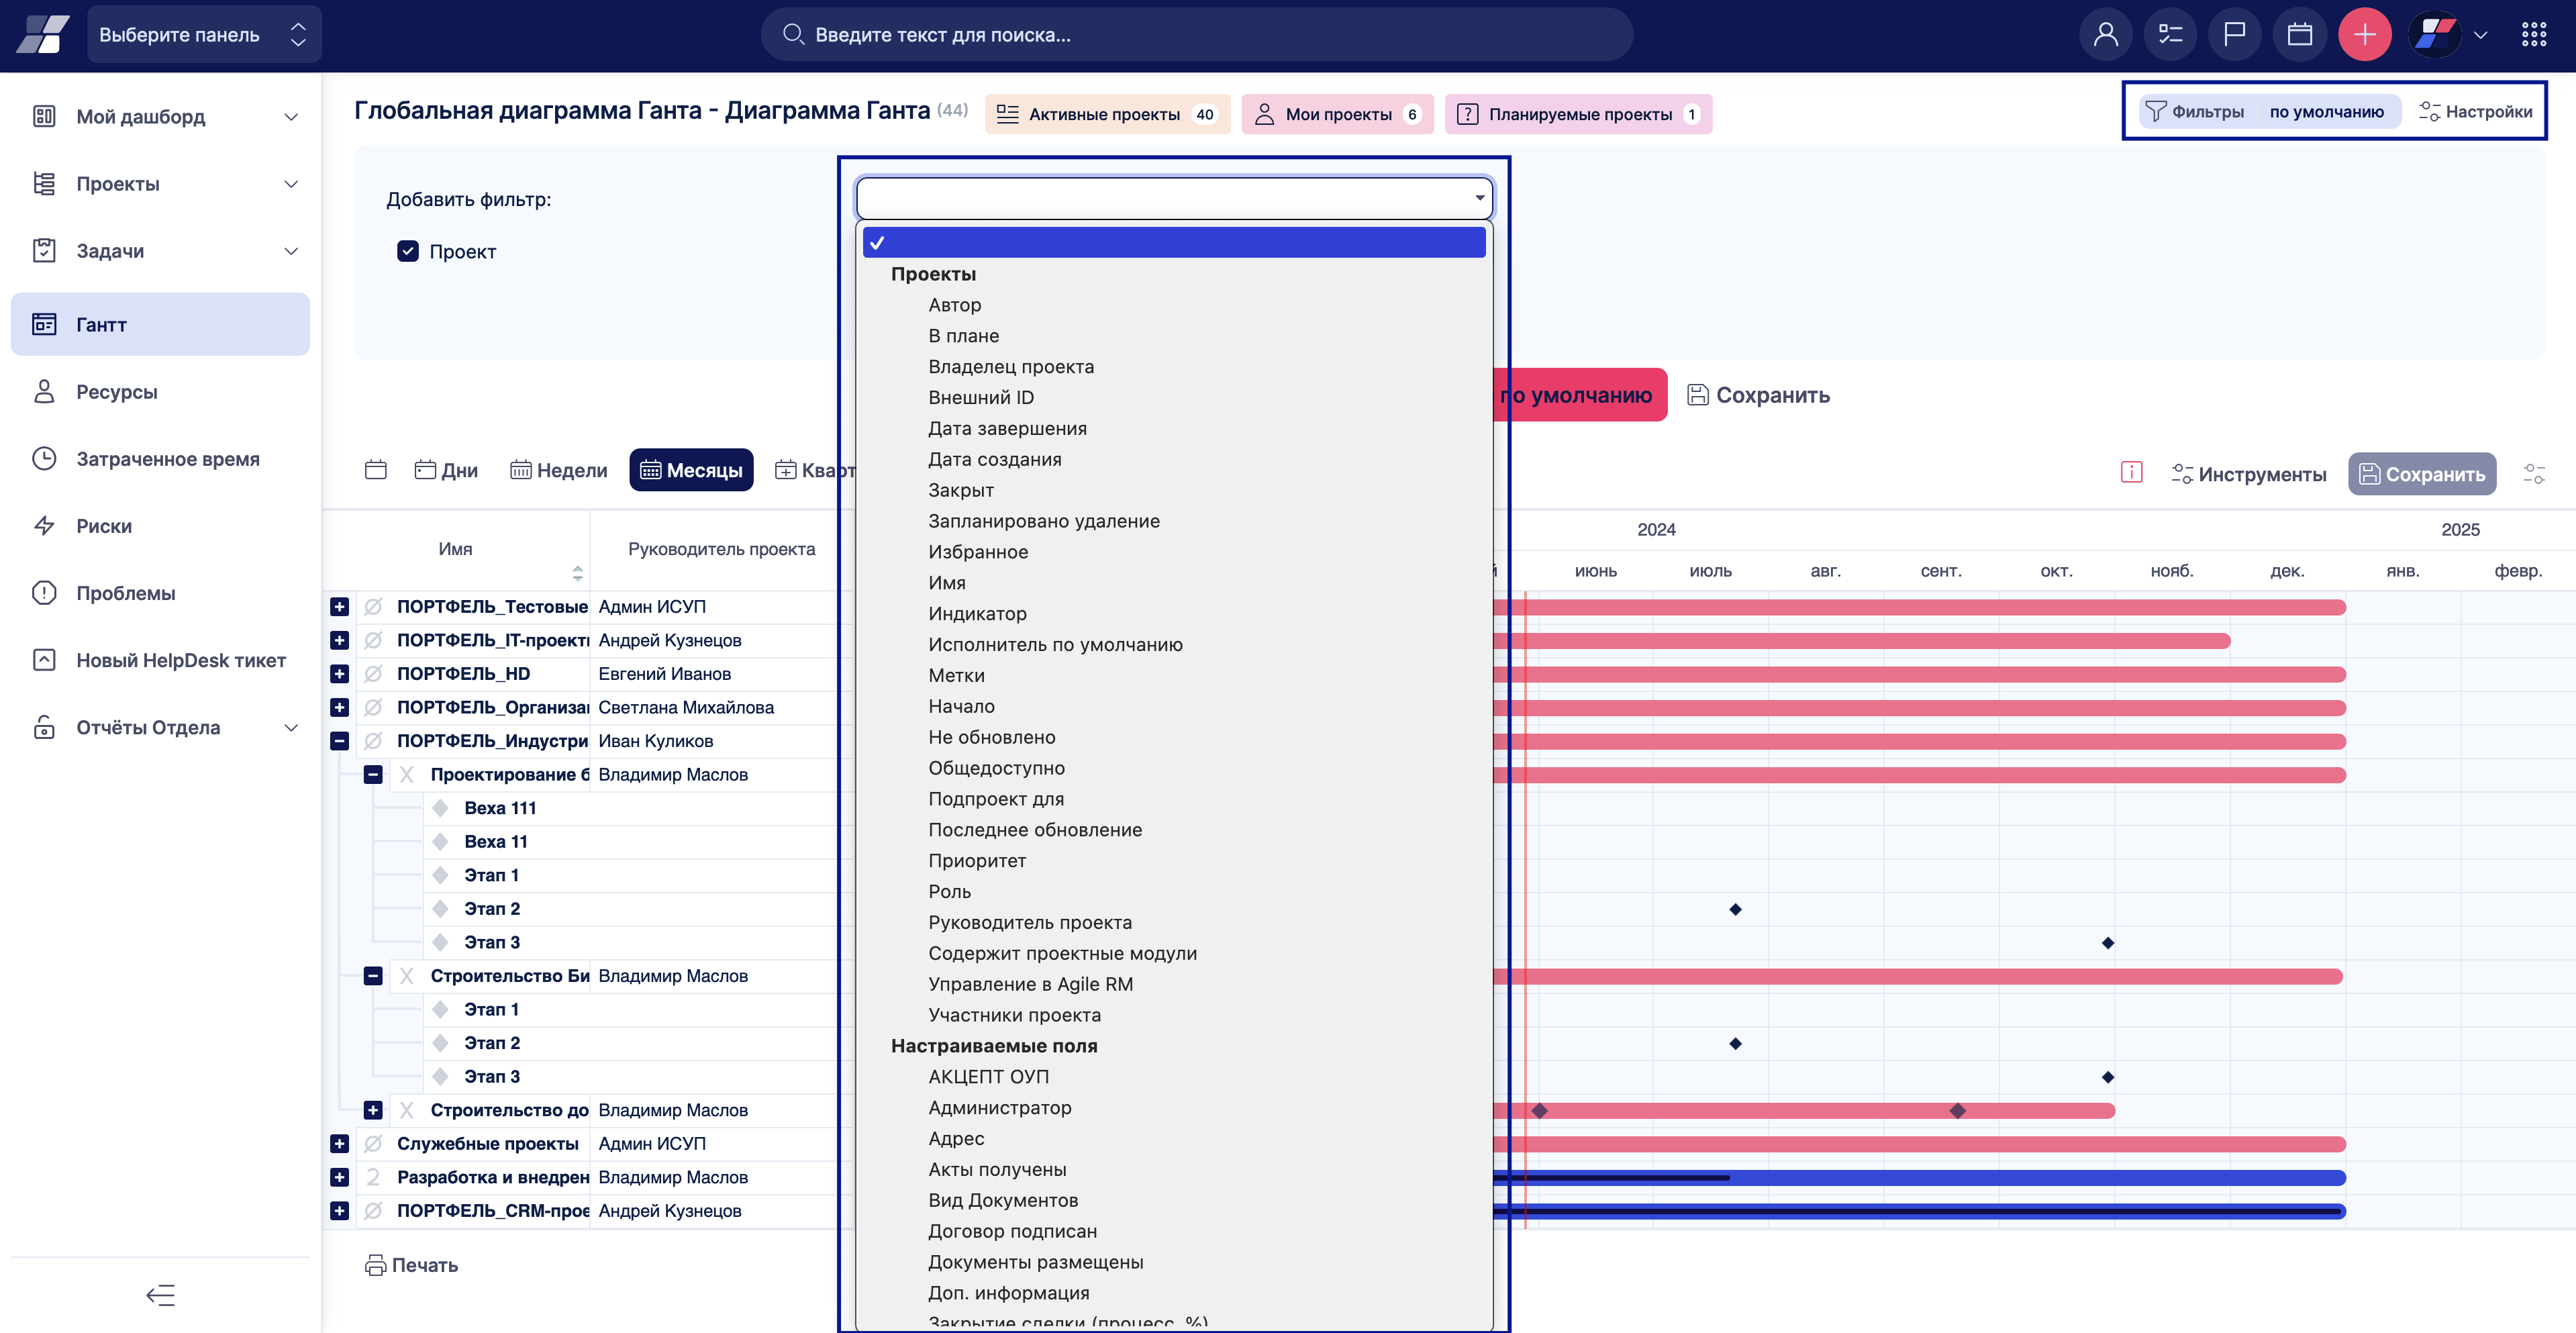 Выберите панель
Введите текст для поиска...
Мой дашборд
Проекты
Задачи
Гантт
Ресурсы
Затраченное время
Риски
Проблемы
Новый HelpDesk тикет
Отчёты Отдела
Глобальная диаграмма Ганта - Диаграмма Ганта (44)
Активные проекты 40
Мои проекты 6
Планируемые проекты 1
Фильтры по умолчанию
Настройки
Добавить фильтр:
Проект
Проекты
Автор
В плане
Владелец проекта
Внешний ID
Дата завершения
Дата создания
Закрыт
Запланировано удаление
Избранное
Имя
Индикатор
Исполнитель по умолчанию
Метки
Начало
Не обновлено
Общедоступно
Подпроект для
Последнее обновление
Приоритет
Роль
Руководитель проекта
Содержит проектные модули
Управление в Agile RM
Участники проекта
Настраиваемые поля
АКЦЕПТ ОУП
Администратор
Адрес
Акты получены
Вид Документов
Договор подписан
Документы размещены
Доп. информация
Закрытие сделки (процесс, %)
по умолчанию
Сохранить
Дни
Недели
Месяцы
Кварт
Инструменты
Сохранить
Имя
Руководитель проекта
2024
2025
й июнь июль авг. сент. окт. нояб. дек. янв. февр.
ПОРТФЕЛЬ_Тестовые Админ ИСУП
ПОРТФЕЛЬ_IT-проекты Андрей Кузнецов
ПОРТФЕЛЬ_HD Евгений Иванов
ПОРТФЕЛЬ_Организа Светлана Михайлова
ПОРТФЕЛЬ_Индустри Иван Куликов
X Проектирование б Владимир Маслов
Веха 111
Веха 11
Этап 1
Этап 2
Этап 3
X Строительство Би Владимир Маслов
Этап 1
Этап 2
Этап 3
X Строительство до Владимир Маслов
Служебные проекты Админ ИСУП
2 Разработка и внедрен Владимир Маслов
ПОРТФЕЛЬ_CRM-прое Андрей Кузнецов
Печать